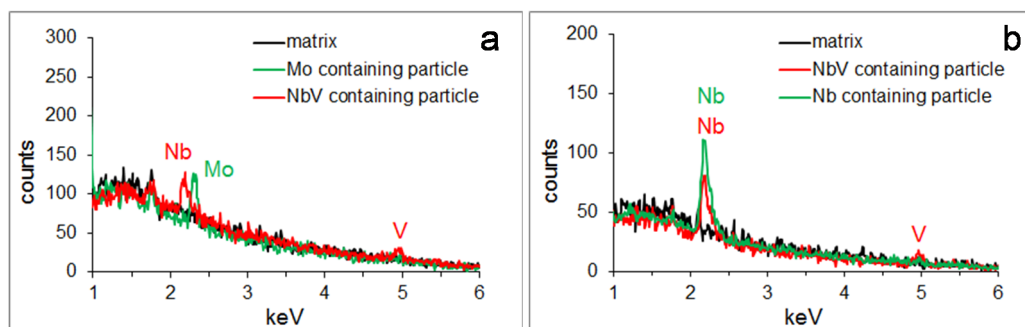 a
300
250
200
150
100
50
0
counts
matrix
Mo containing particle
NbV containing particle
Nb
Mo
V
1 2 3 4 5 6
keV
b
200
150
100
50
0
counts
matrix
NbV containing particle
Nb containing particle
Nb
Nb
V
1 2 3 4 5 6
keV